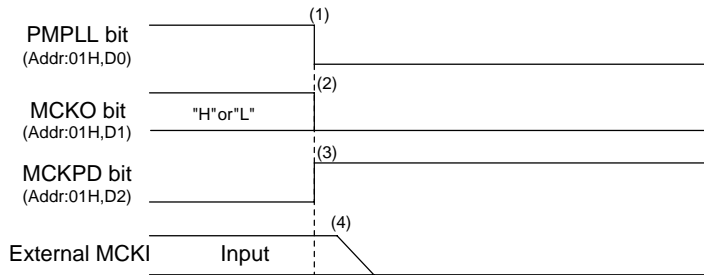 (1)
PMPLL bit
(Addr:01H,D0)
(2)
MCKO bit
"H"or"L"
(Addr:01H,D1)
(3)
MCKPD bit
(Addr:01H,D2)
(4)
External MCKI
Input